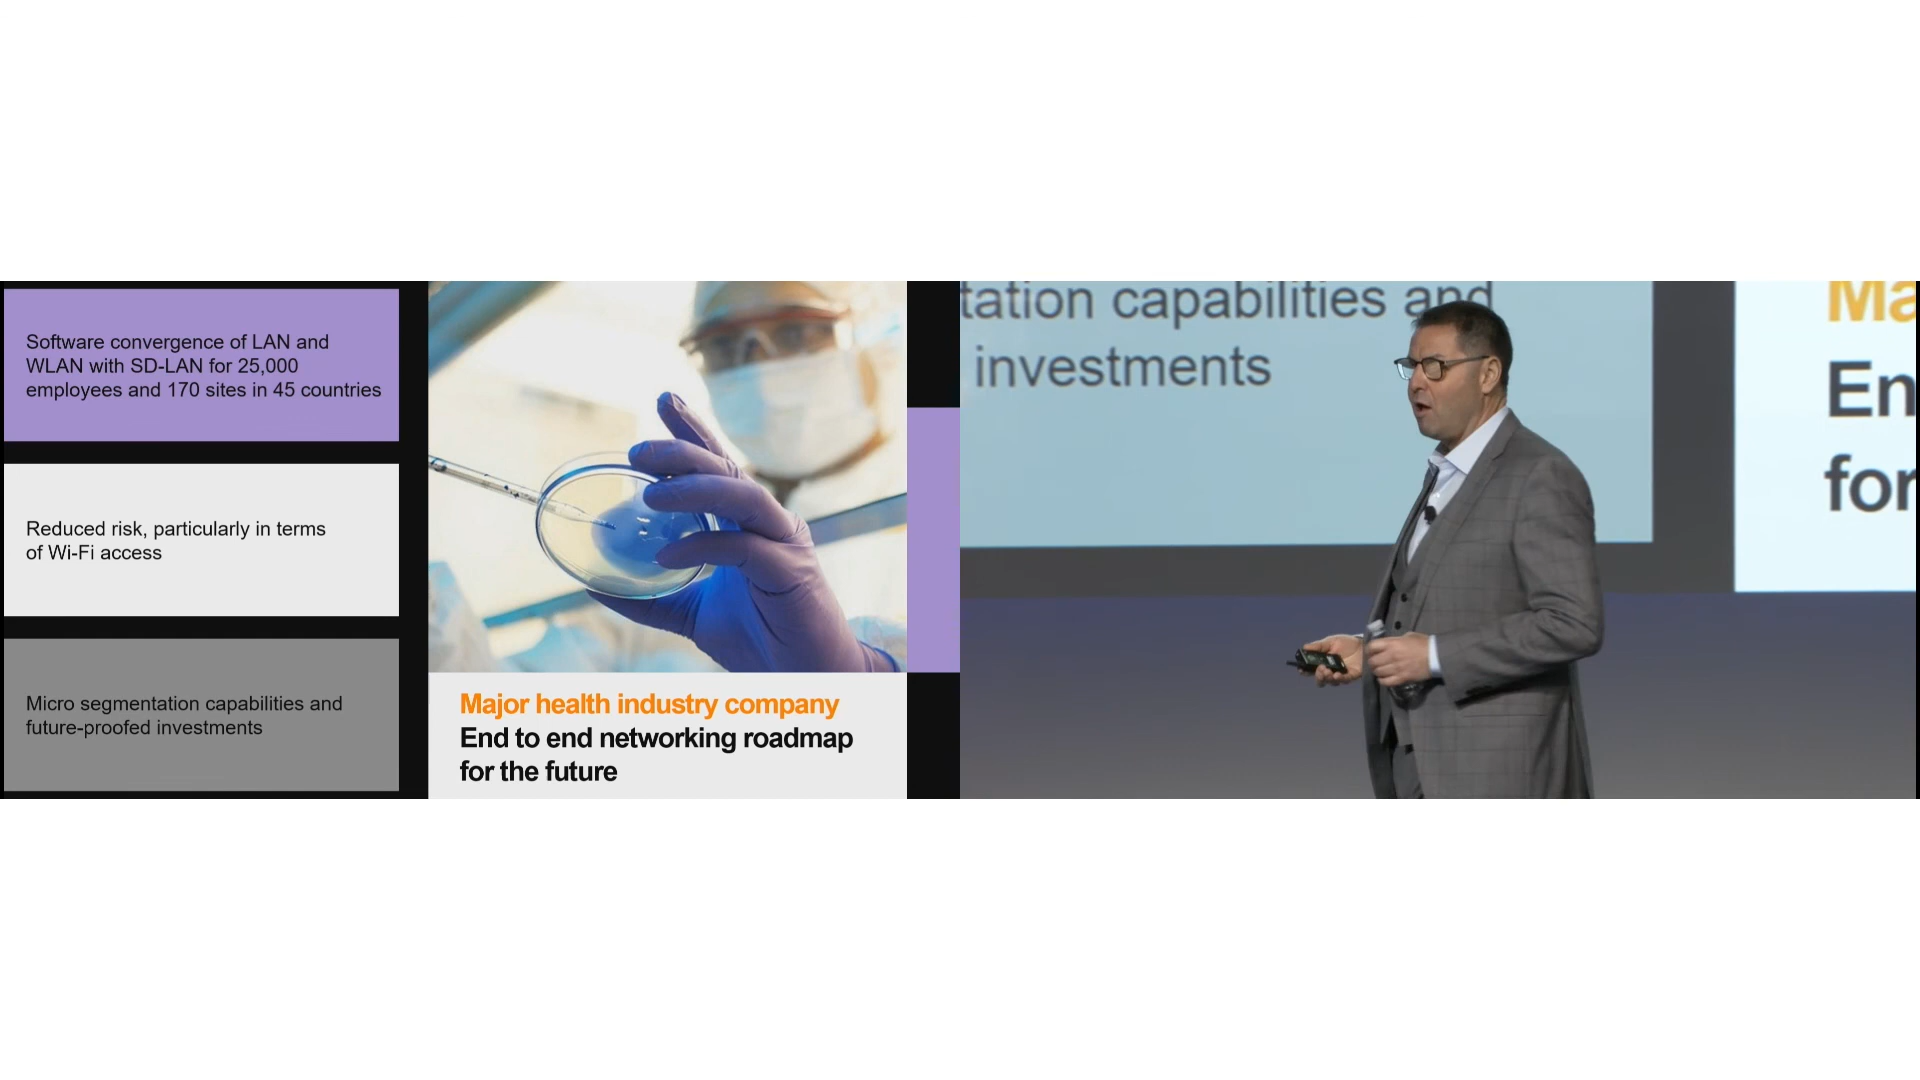 Software convergence of LAN and
WLAN with SD-LAN for 25,000
employees and 170 sites in 45 countries
Reduced risk, particularly in terms
of Wi-Fi access
Micro segmentation capabilities and
future-proofed investments
Major health industry company
End to end networking roadmap
for the future
tation capabilities and
investments
Ma
En
for